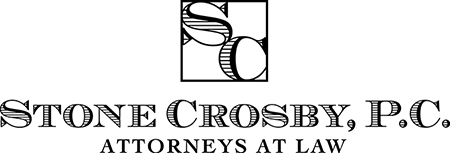 SC
STONE CROSBY, P.C.
ATTORNEYS AT LAW